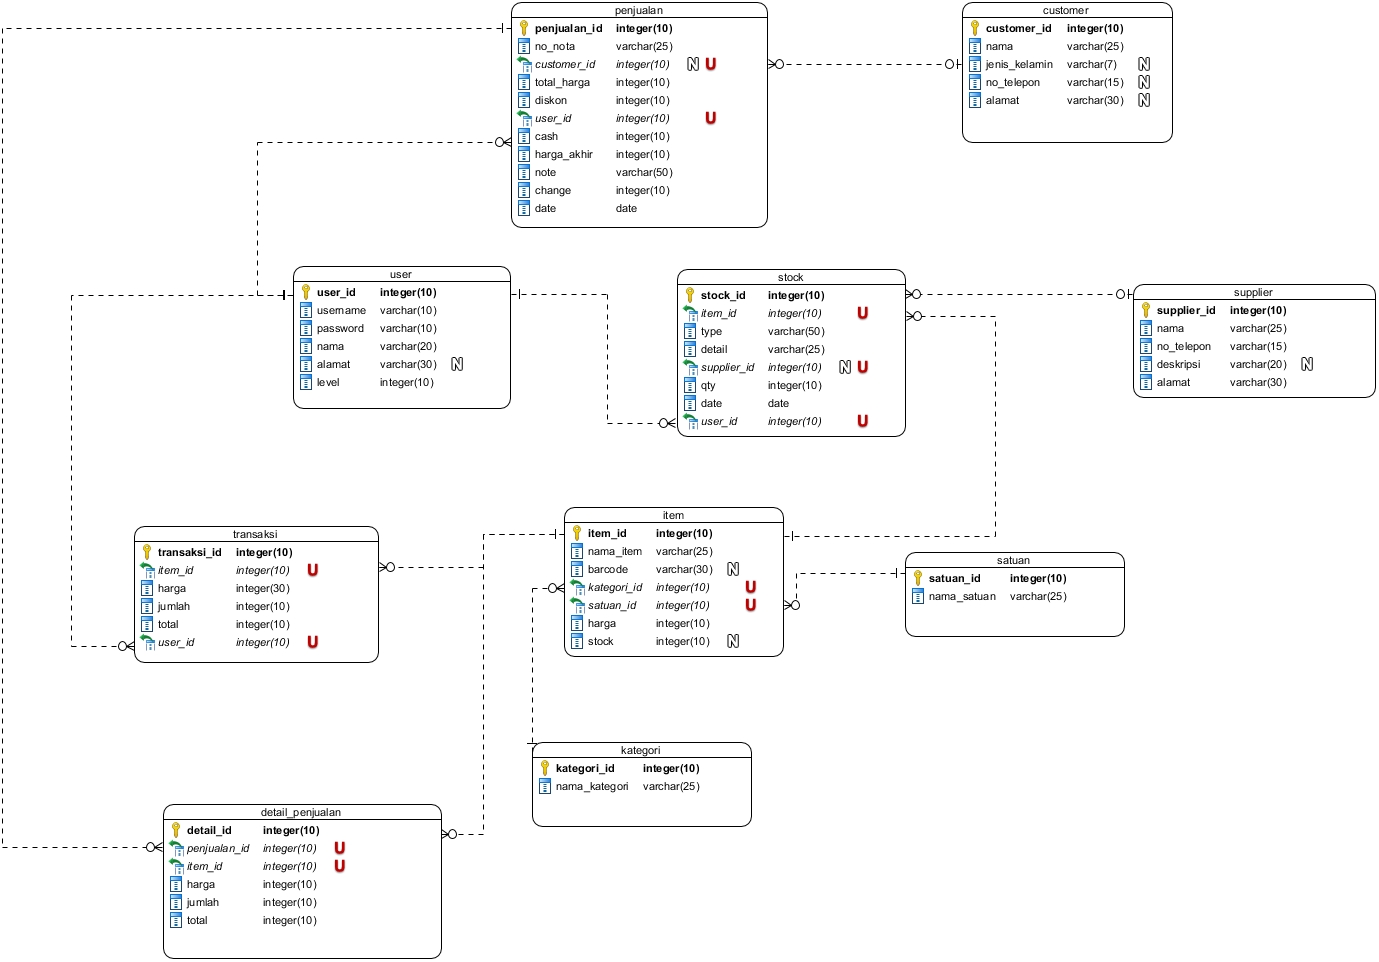 penjualan
penjualan_id integer(10)
no_nota varchar(25)
customer_id integer(10) N U
total_harga integer(10)
diskon integer(10)
user_id integer(10) U
cash integer(10)
harga_akhir integer(10)
note varchar(50)
change integer(10)
date date
customer
customer_id integer(10)
nama varchar(25)
jenis_kelamin varchar(7) N
no_telepon varchar(15) N
alamat varchar(30) N
user
user_id integer(10)
username varchar(10)
password varchar(10)
nama varchar(20)
alamat varchar(30) N
level integer(10)
stock
stock_id integer(10)
item_id integer(10) U
type varchar(50)
detail varchar(25)
supplier_id integer(10) N U
qty integer(10)
date date
user_id integer(10) U
supplier
supplier_id integer(10)
nama varchar(25)
no_telepon varchar(15)
deskripsi varchar(20) N
alamat varchar(30)
transaksi
transaksi_id integer(10)
item_id integer(10) U
harga integer(30)
jumlah integer(10)
total integer(10)
user_id integer(10) U
item
item_id integer(10)
nama_item varchar(25)
barcode varchar(30) N
kategori_id integer(10) U
satuan_id integer(10) U
harga integer(10)
stock integer(10) N
satuan
satuan_id integer(10)
nama_satuan varchar(25)
kategori
kategori_id integer(10)
nama_kategori varchar(25)
detail_penjualan
detail_id integer(10)
penjualan_id integer(10) U
item_id integer(10) U
harga integer(10)
jumlah integer(10)
total integer(10)